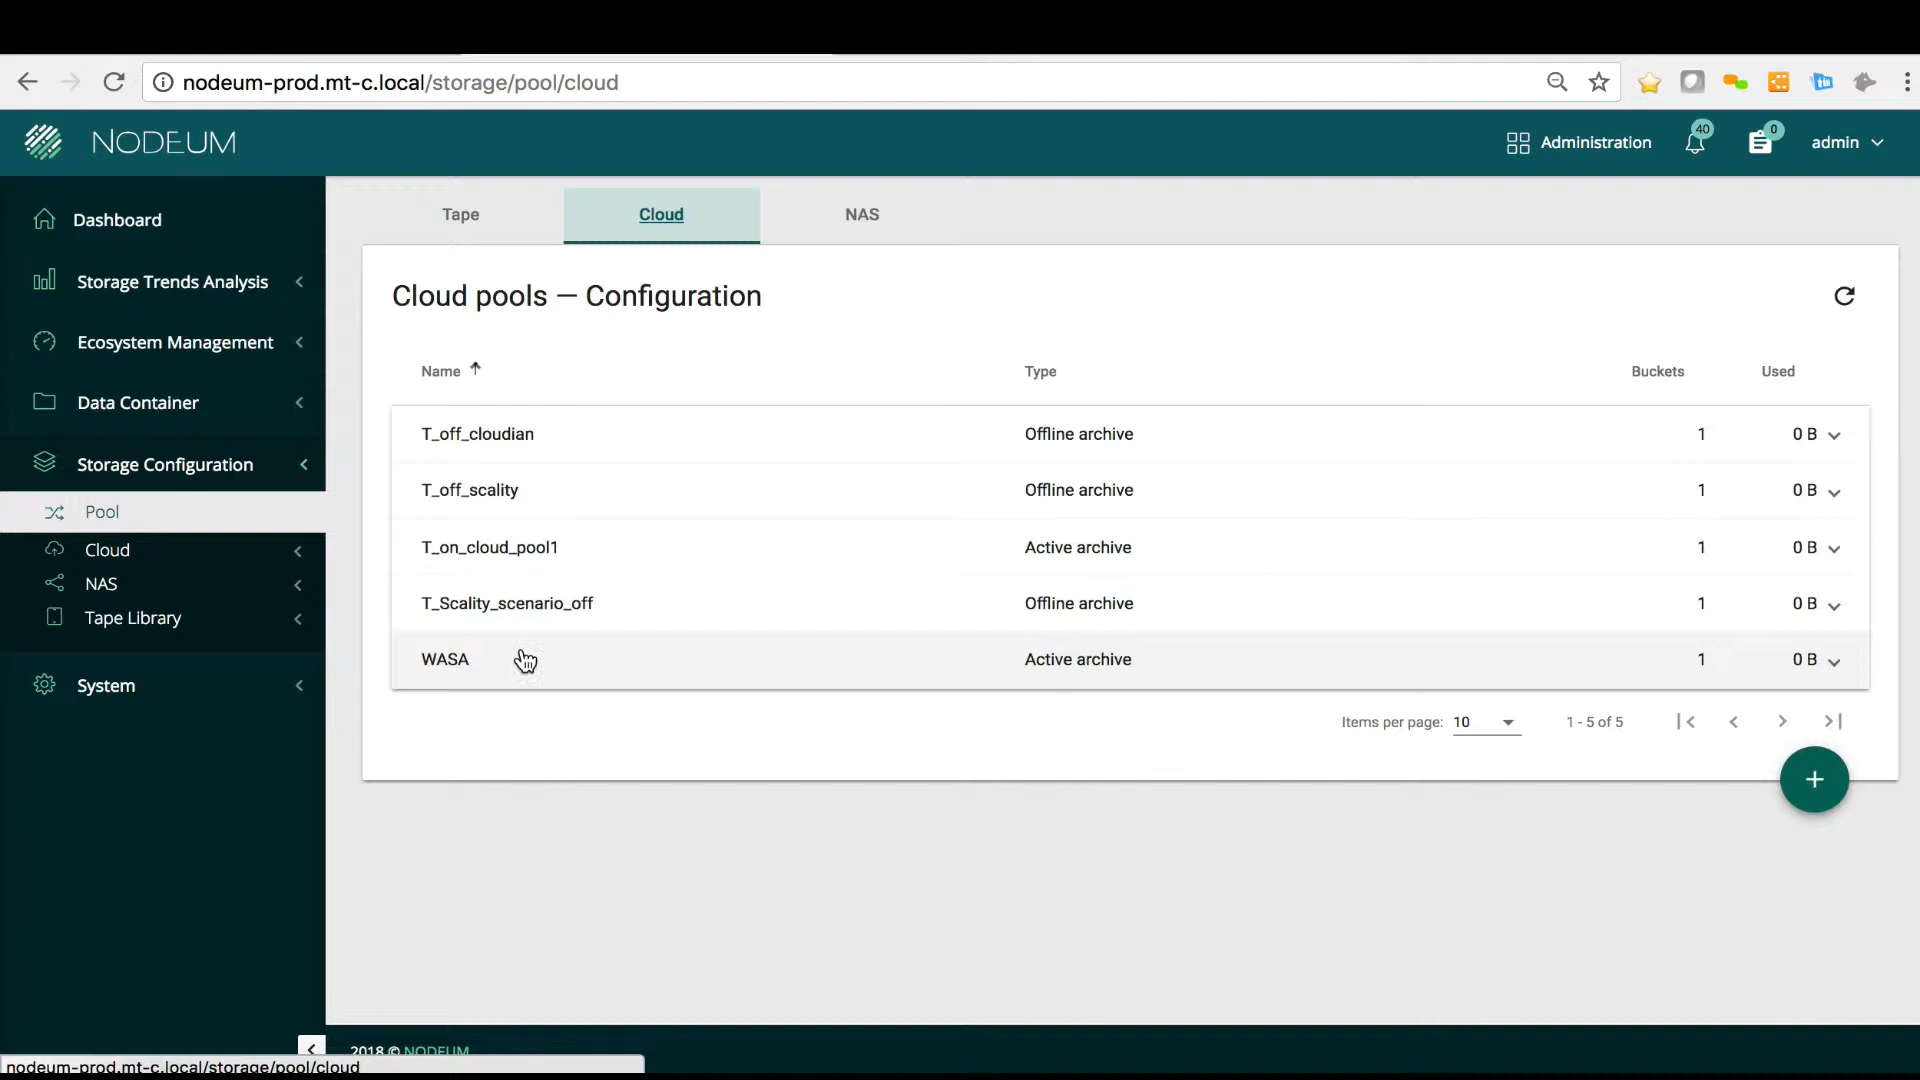 nodeum-prod.mt-c.local/storage/pool/cloud
NODEUM
Administration
40
0
admin
Dashboard
Storage Trends Analysis
Ecosystem Management
Data Container
Storage Configuration
Pool
Cloud
NAS
Tape Library
System
Tape Cloud NAS
Cloud pools — Configuration
Name Type Buckets Used
T_off_cloudian Offline archive 1 0 B
T_off_scality Offline archive 1 0 B
T_on_cloud_pool1 Active archive 1 0 B
T_Scality_scenario_off Offline archive 1 0 B
WASA Active archive 1 0 B
Items per page: 10 1 - 5 of 5
+
2018 © NODEUM
nodeum-prod.mt-c.local/storage/pool/cloud